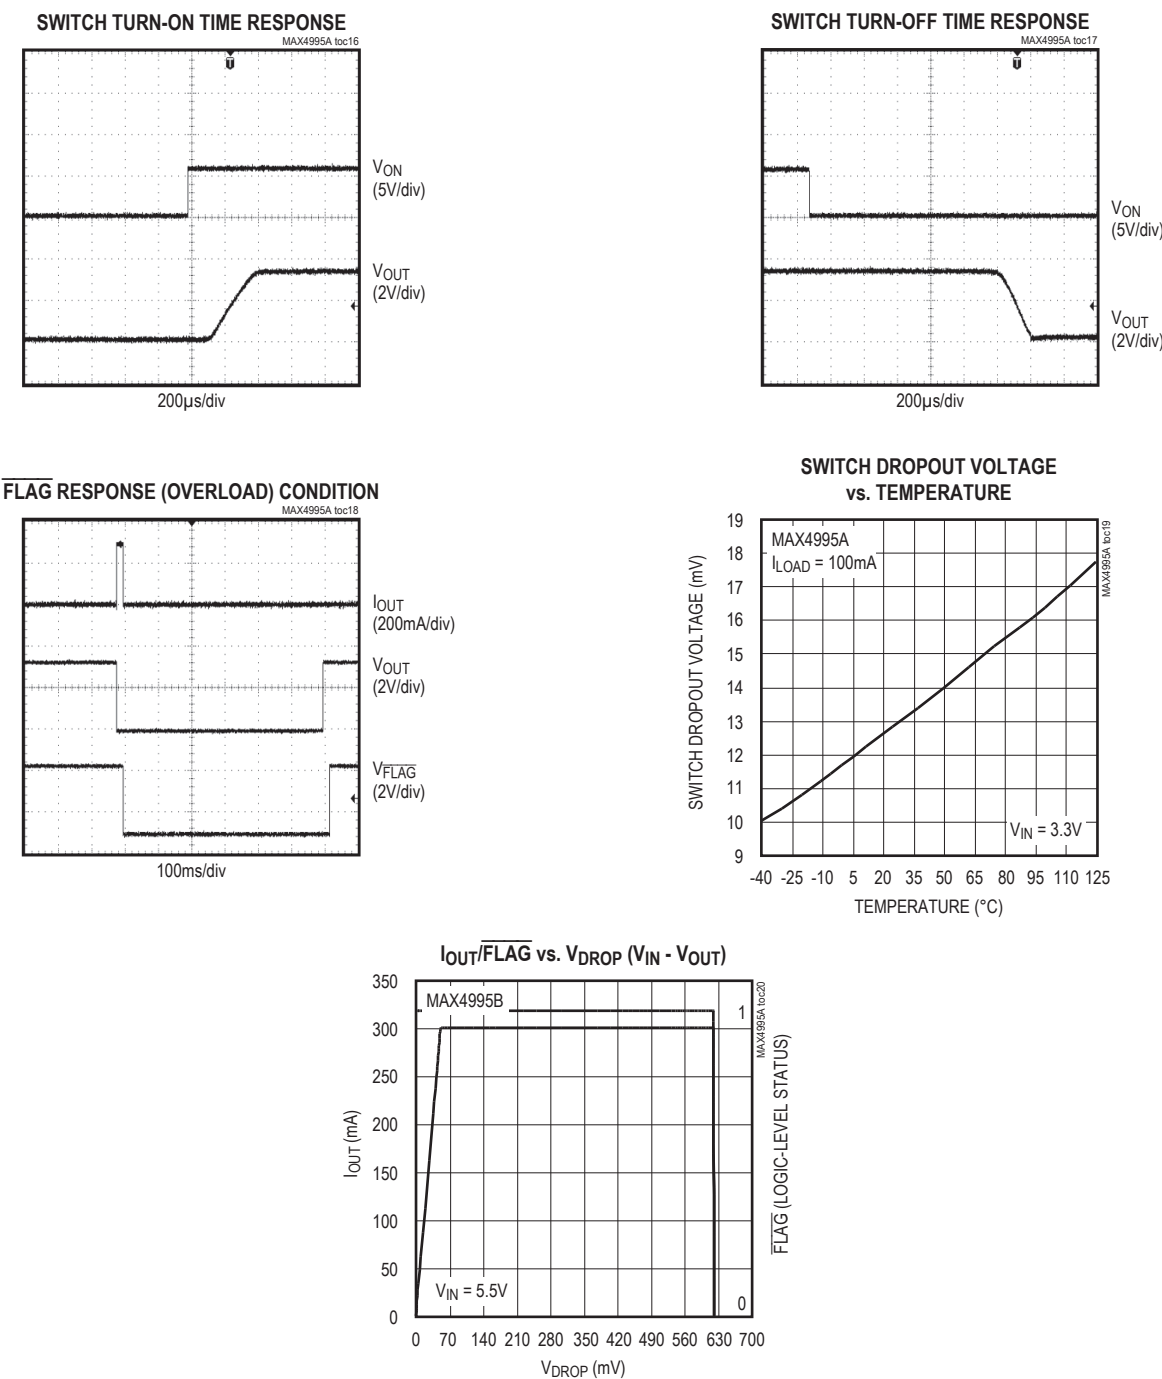 SWITCH TURN-ON TIME RESPONSE
MAX4995A toc16
T
VON
(5V/div)
VOUT
(2V/div)
200µs/div
SWITCH TURN-OFF TIME RESPONSE
MAX4995A toc17
T
VON
(5V/div)
VOUT
(2V/div)
200µs/div
FLAG RESPONSE (OVERLOAD) CONDITION
MAX4995A toc18
IOUT
(200mA/div)
VOUT
(2V/div)
VFLAG
(2V/div)
100ms/div
SWITCH DROPOUT VOLTAGE
vs. TEMPERATURE
MAX4995A toc19
MAX4995A
ILOAD = 100mA
VIN = 3.3V
SWITCH DROPOUT VOLTAGE (mV)
19
18
17
16
15
14
13
12
11
10
9
-40 -25 -10 5 20 35 50 65 80 95 110 125
TEMPERATURE (°C)
IOUT/FLAG vs. VDROP (VIN - VOUT)
MAX4995A toc20
MAX4995B
VIN = 5.5V
IOUT (mA)
350
300
250
200
150
100
50
0
1
0
FLAG (LOGIC-LEVEL STATUS)
0 70 140 210 280 350 420 490 560 630 700
VDROP (mV)